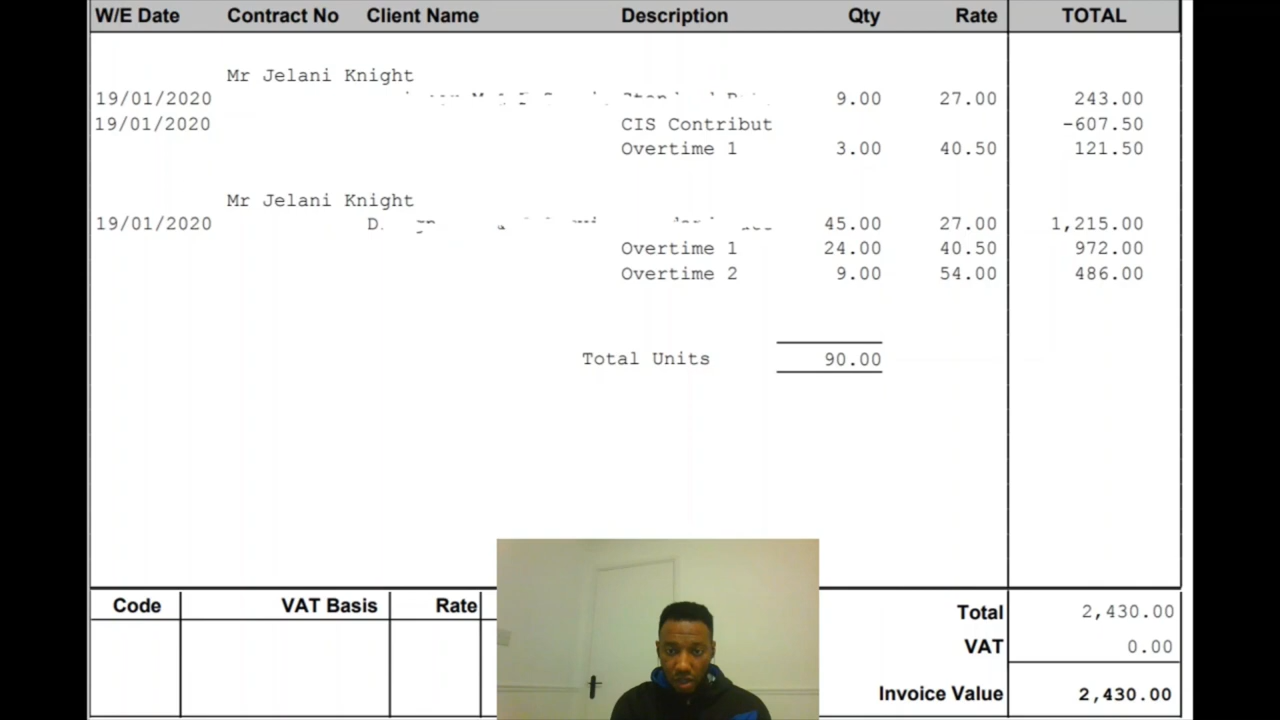 W/E Date Contract No Client Name Description Qty Rate TOTAL
Mr Jelani Knight
19/01/2020 9.00 27.00 243.00
19/01/2020 CIS Contribut -607.50
Overtime 1 3.00 40.50 121.50
Mr Jelani Knight
19/01/2020 45.00 27.00 1,215.00
Overtime 1 24.00 40.50 972.00
Overtime 2 9.00 54.00 486.00
Total Units 90.00
Code VAT Basis Rate Total 2,430.00
VAT 0.00
Invoice Value 2,430.00